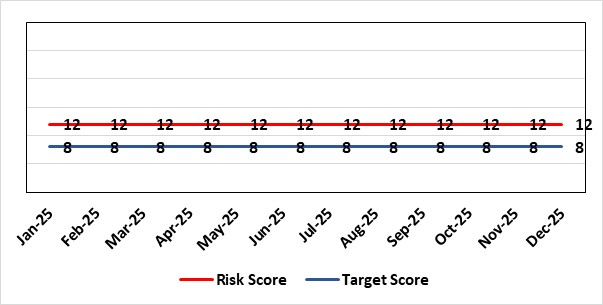 12 12 12 12 12 12 12 12 12 12 12 12
8 8 8 8 8 8 8 8 8 8 8 8
Jan-25 Feb-25 Mar-25 Apr-25 May-25 Jun-25 Jul-25 Aug-25 Sep-25 Oct-25 Nov-25 Dec-25
Risk Score Target Score